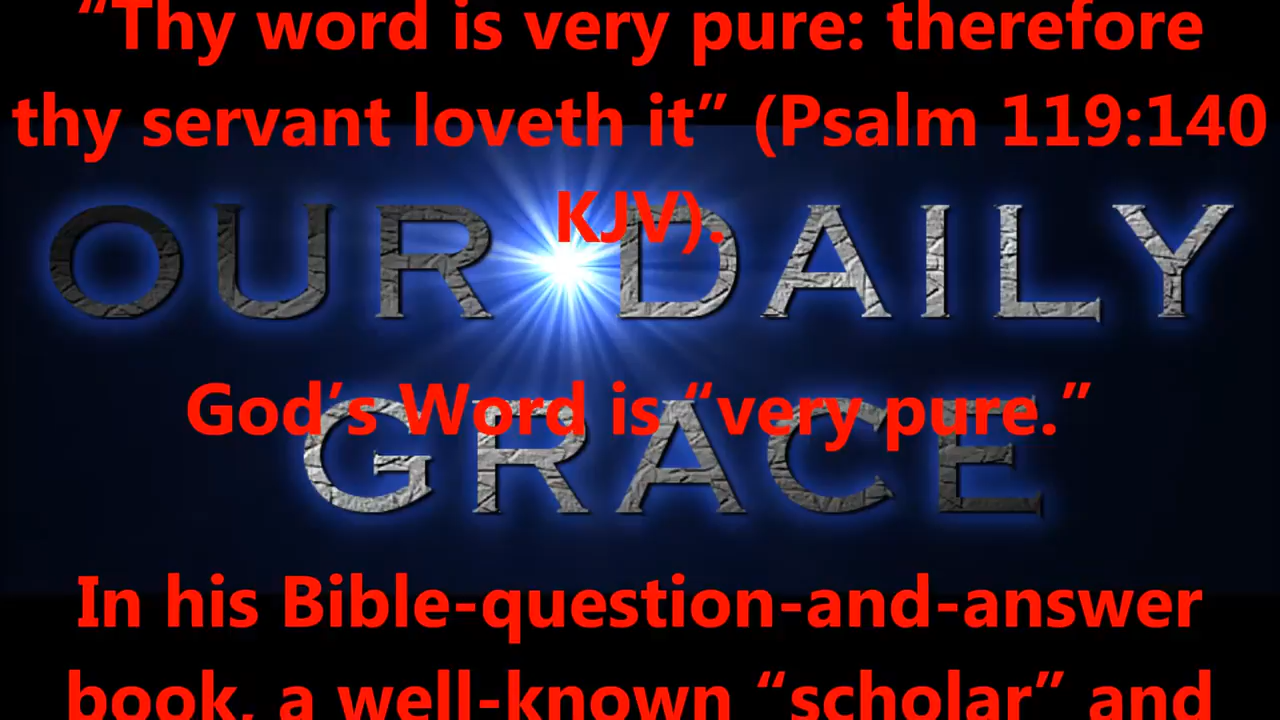 “Thy word is very pure: therefore
thy servant loveth it” (Psalm 119:140
KJV).
OUR DAILY
God’s Word is “very pure.”
GRACE
In his Bible-question-and-answer
book, a well-known “scholar” and